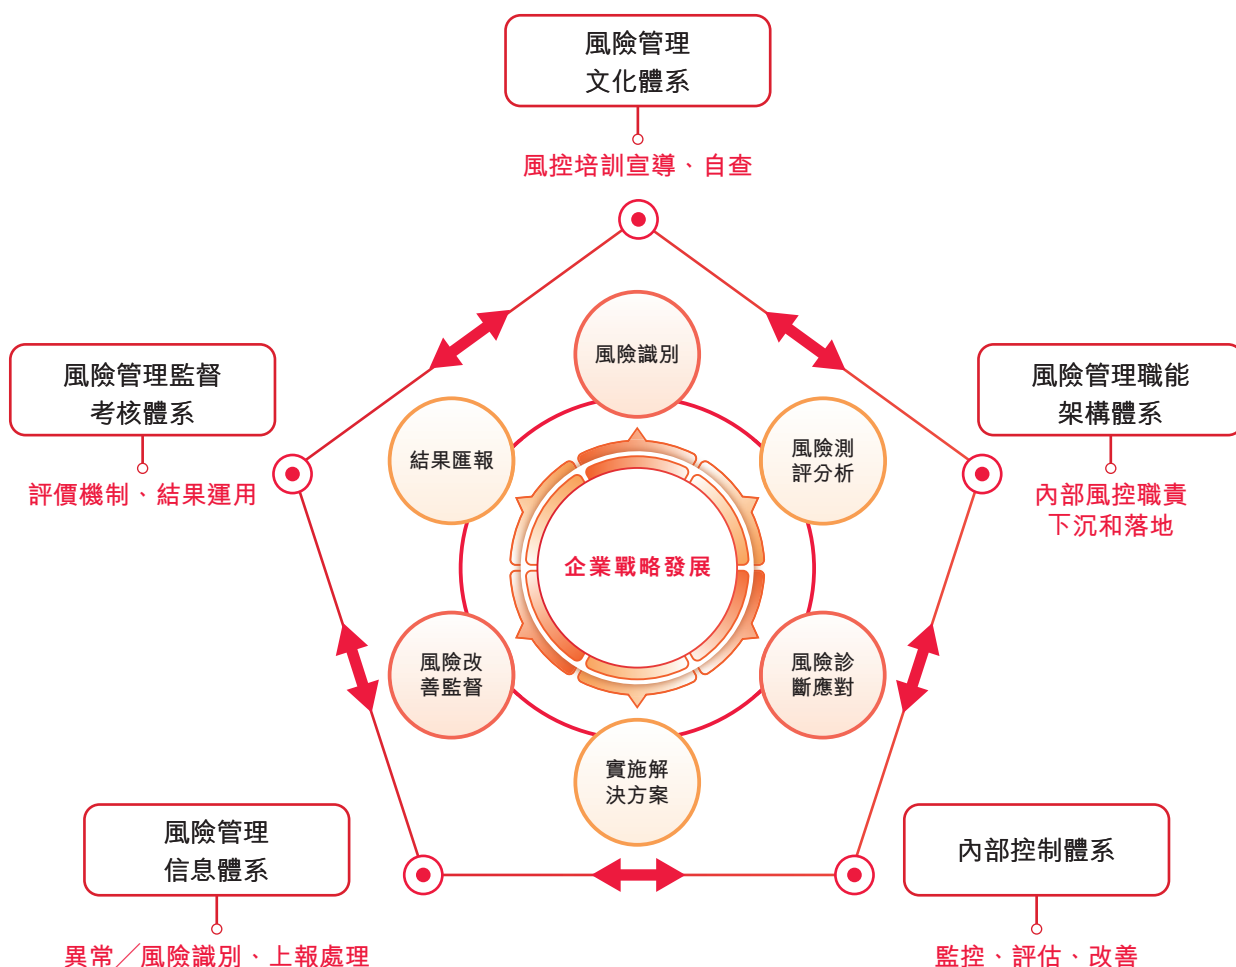 風險管理
文化體系
風控培訓宣導、自查
風險管理監督
考核體系
評價機制、結果運用
風險管理職能
架構體系
內部風控職責
下沉和落地
風險識別
結果匯報
風險測
評分析
企業戰略發展
風險改
善監督
風險診
斷應對
實施解
決方案
風險管理
信息體系
異常／風險識別、上報處理
內部控制體系
監控、評估、改善